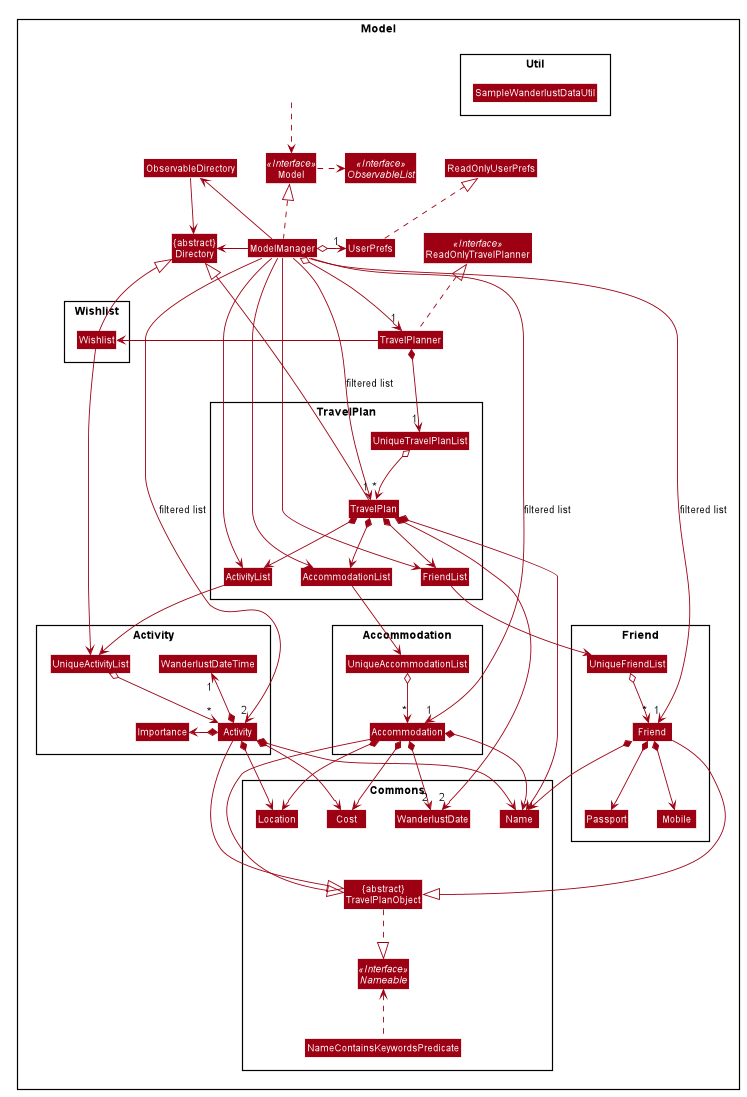 Model
Util
SampleWanderlustDataUtil
ObservableDirectory
«Interface»
Model
«Interface»
ObservableList
ReadOnlyUserPrefs
{abstract}
Directory
ModelManager
1
UserPrefs
«Interface»
ReadOnlyTravelPlanner
Wishlist
Wishlist
1
TravelPlanner
filtered list
TravelPlan
1
UniqueTravelPlanList
1
*
TravelPlan
filtered list
filtered list
filtered list
ActivityList
AccommodationList
FriendList
Activity
Accommodation
Friend
UniqueActivityList
WanderlustDateTime
UniqueAccommodationList
UniqueFriendList
1
*
2
*
1
*
1
Importance
Activity
Accommodation
Friend
Commons
2
2
Location
Cost
WanderlustDate
Name
Passport
Mobile
{abstract}
TravelPlanObject
«Interface»
Nameable
NameContainsKeywordsPredicate